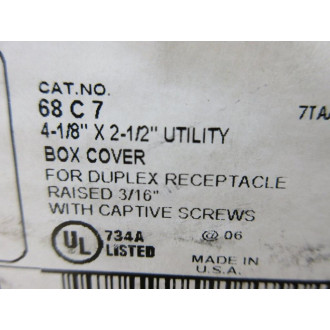 CAT.NO.
68 C 7
4-1/8" X 2-1/2" UTILITY
BOX COVER
FOR DUPLEX RECEPTACLE
RAISED 3/16"
WITH CAPTIVE SCREWS
UL 734A
LISTED
06
MADE IN
U.S.A.